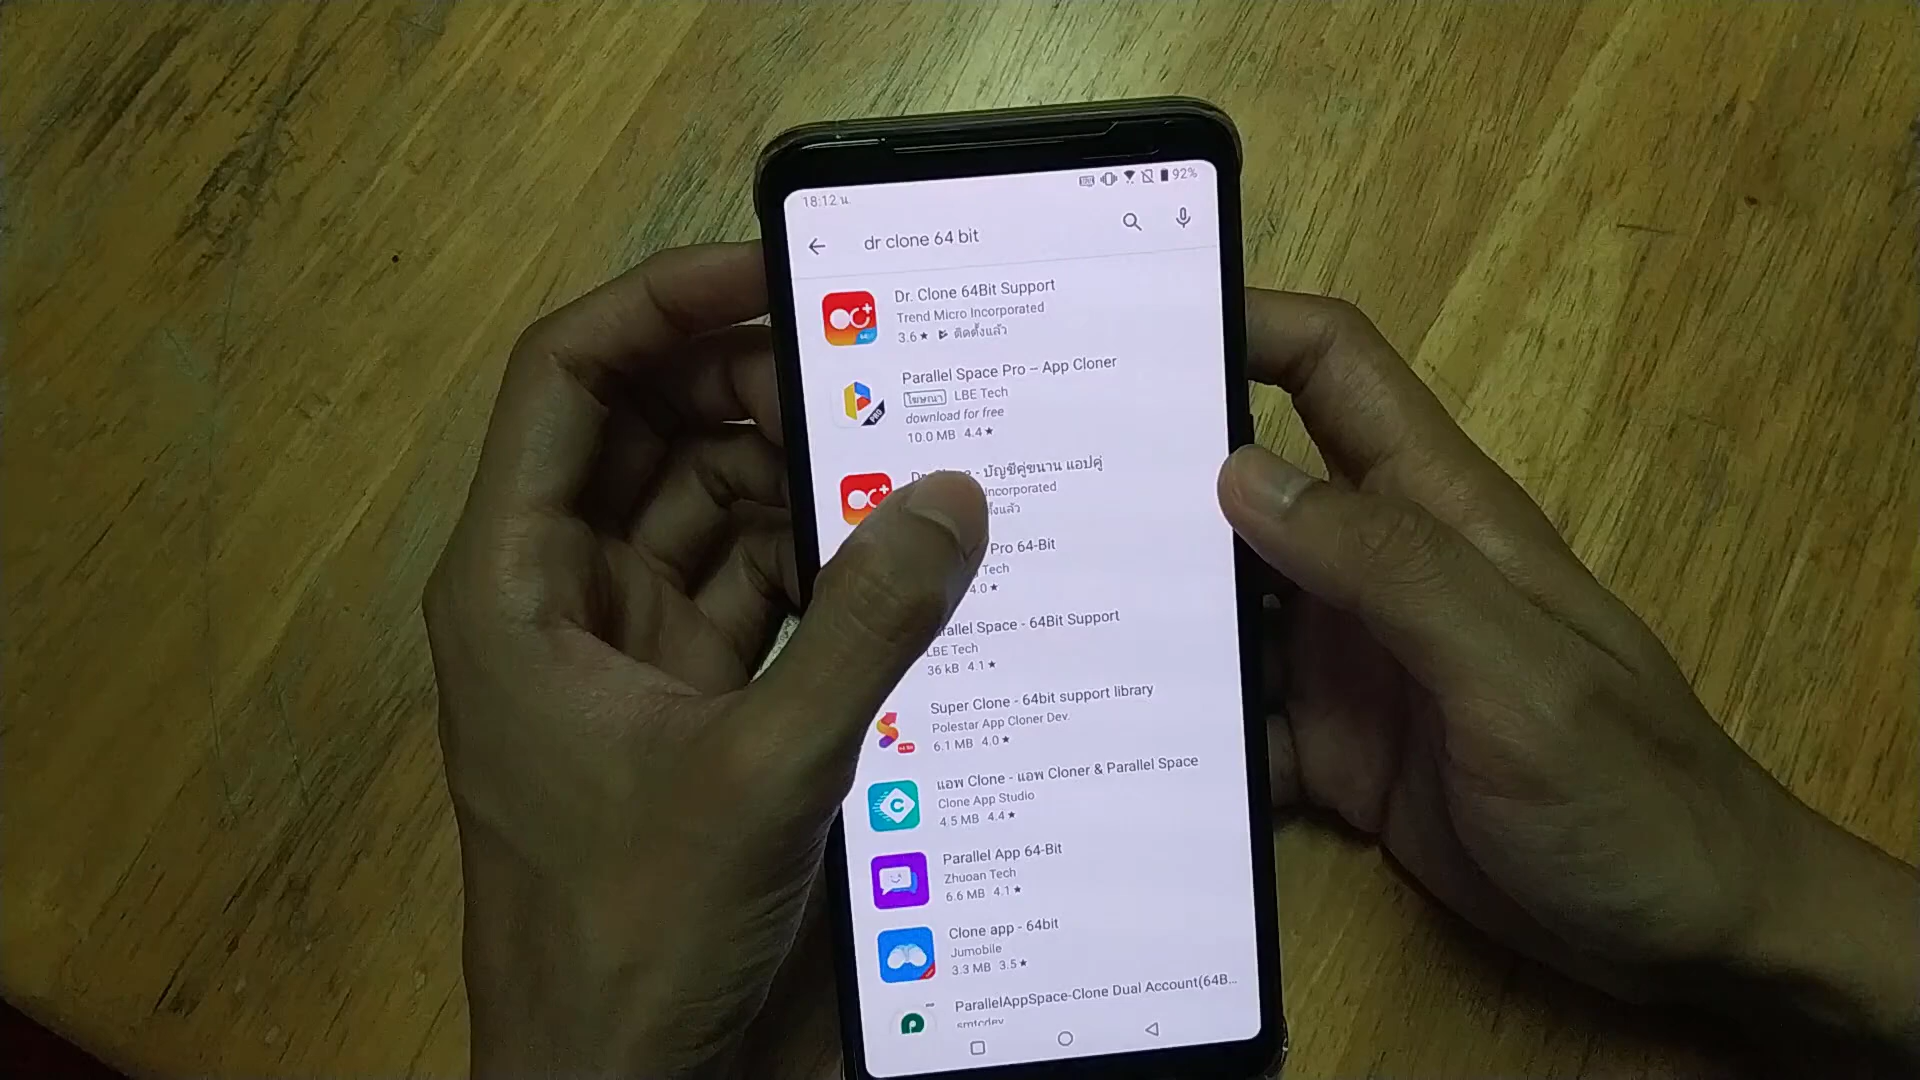 18:12 น.
92%
dr clone 64 bit
Dr. Clone 64Bit Support
Trend Micro Incorporated
3.6★ ติดตั้งแล้ว
Parallel Space Pro – App Cloner
โฆษณา LBE Tech
download for free
10.0 MB 4.4★
- บัญชีคู่ขนาน แอปคู่
Incorporated
Pro 64-Bit
Tech
4.0★
Space - 64Bit Support
LBE Tech
36 kB 4.1★
Super Clone - 64bit support library
Polestar App Cloner Dev.
6.1 MB 4.0★
แอพ Clone - แอพ Cloner & Parallel Space
Clone App Studio
4.5 MB 4.4★
Parallel App 64-Bit
Zhuoan Tech
6.6 MB 4.1★
Clone app - 64bit
Jumobile
3.3 MB 3.5★
ParallelAppSpace-Clone Dual Account(64B...